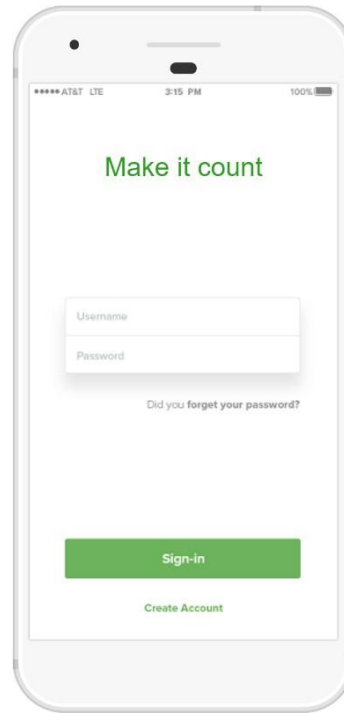 ●●●●● AT&T LTE 3:15 PM 100%
Make it count
Username
Password
Did you forget your password?
Sign-in
Create Account